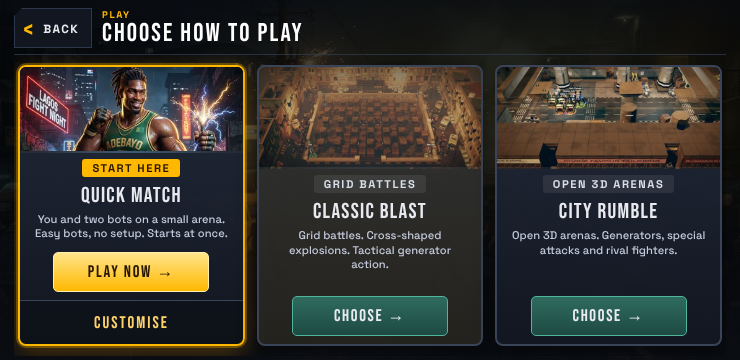 < BACK
PLAY
CHOOSE HOW TO PLAY
LAGOS
FIGHT NIGHT
ADEBAYO
START HERE
QUICK MATCH
You and two bots on a small arena.
Easy bots, no setup. Starts at once.
PLAY NOW →
CUSTOMISE
GRID BATTLES
CLASSIC BLAST
Grid battles. Cross-shaped
explosions. Tactical generator
action.
CHOOSE →
OPEN 3D ARENAS
CITY RUMBLE
Open 3D arenas. Generators, special
attacks and rival fighters.
CHOOSE →